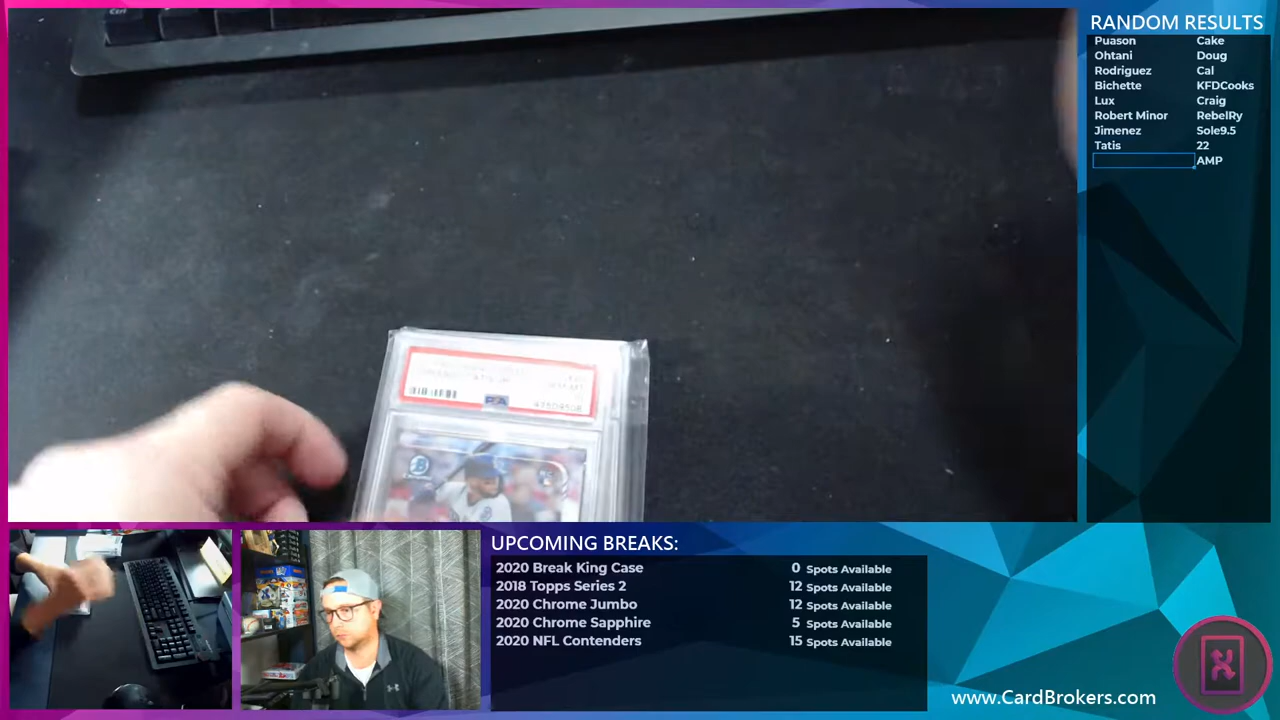 Ctrl
RANDOM RESULTS
Puason Cake
Ohtani Doug
Rodriguez Cal
Bichette KFDCooks
Lux Craig
Robert Minor RebelRy
Jimenez Sole9.5
Tatis 22
AMP
PSA
UPCOMING BREAKS:
2020 Break King Case 0 Spots Available
2018 Topps Series 2 12 Spots Available
2020 Chrome Jumbo 12 Spots Available
2020 Chrome Sapphire 5 Spots Available
2020 NFL Contenders 15 Spots Available
www.CardBrokers.com